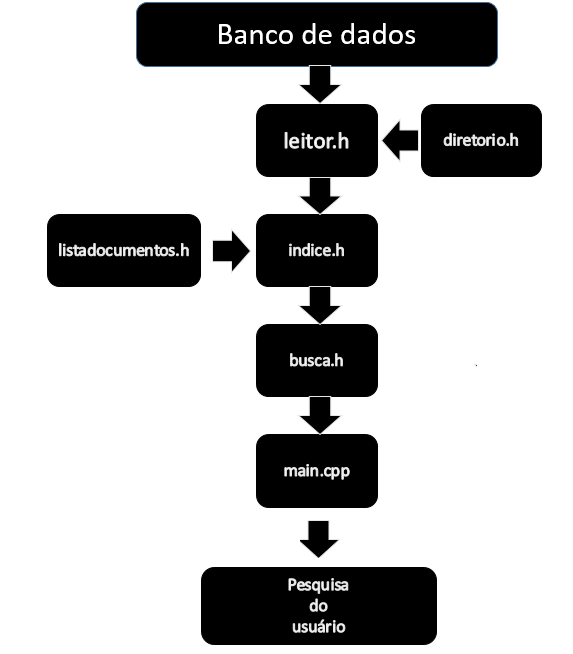 Banco de dados
leitor.h
diretorio.h
listadocumentos.h
indice.h
busca.h
main.cpp
Pesquisa
do
usuário